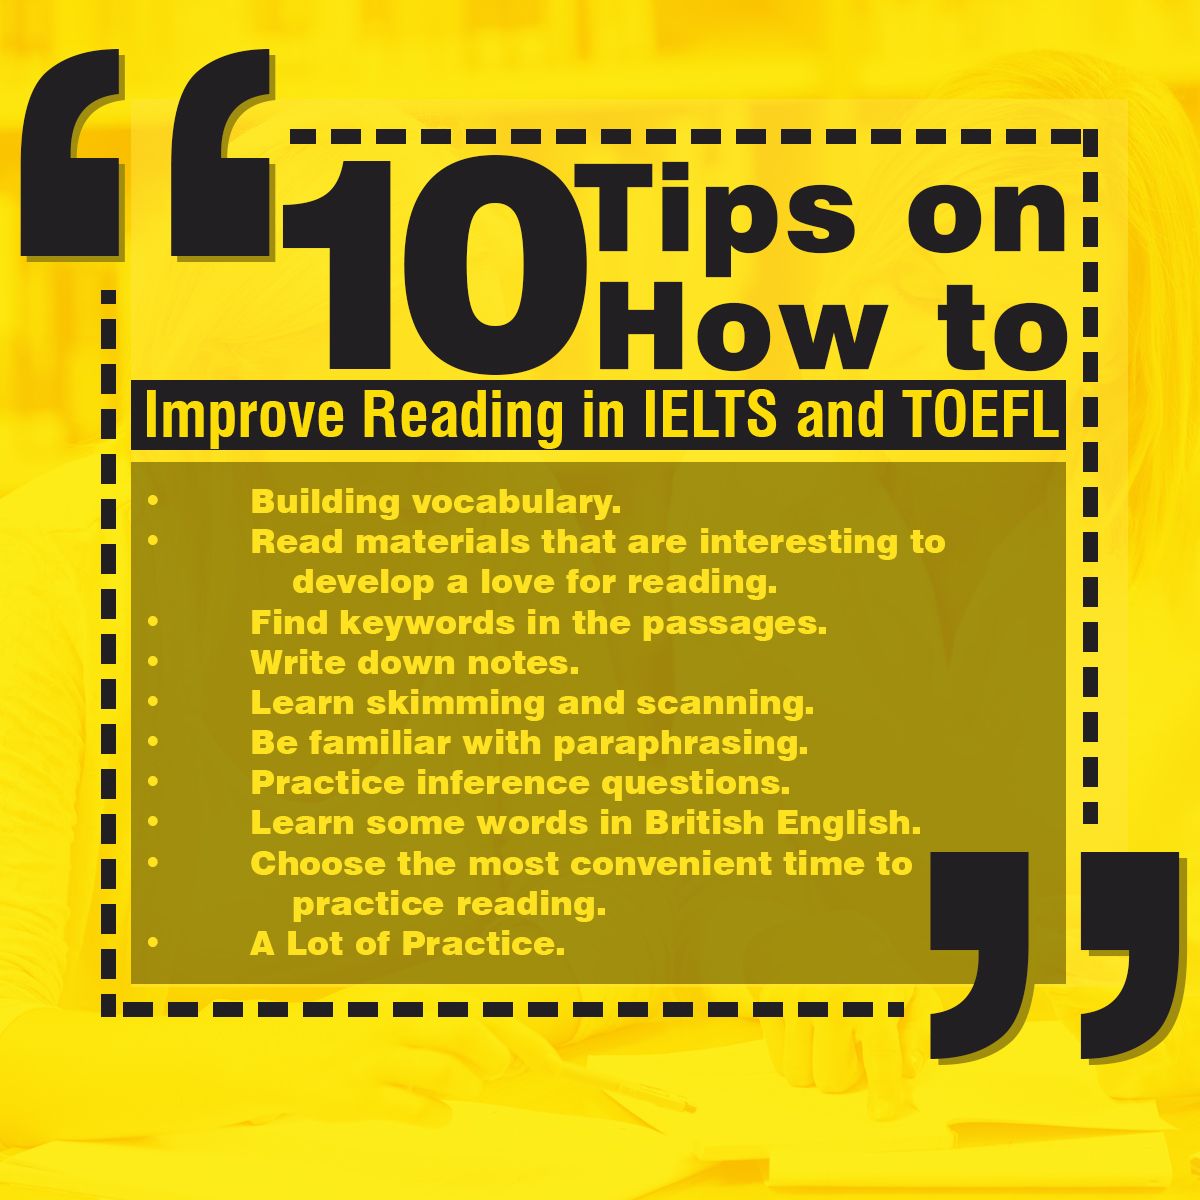 “10 Tips on
How to
Improve Reading in IELTS and TOEFL
• Building vocabulary.
• Read materials that are interesting to
develop a love for reading.
• Find keywords in the passages.
• Write down notes.
• Learn skimming and scanning.
• Be familiar with paraphrasing.
• Practice inference questions.
• Learn some words in British English.
• Choose the most convenient time to
practice reading.
• A Lot of Practice.”